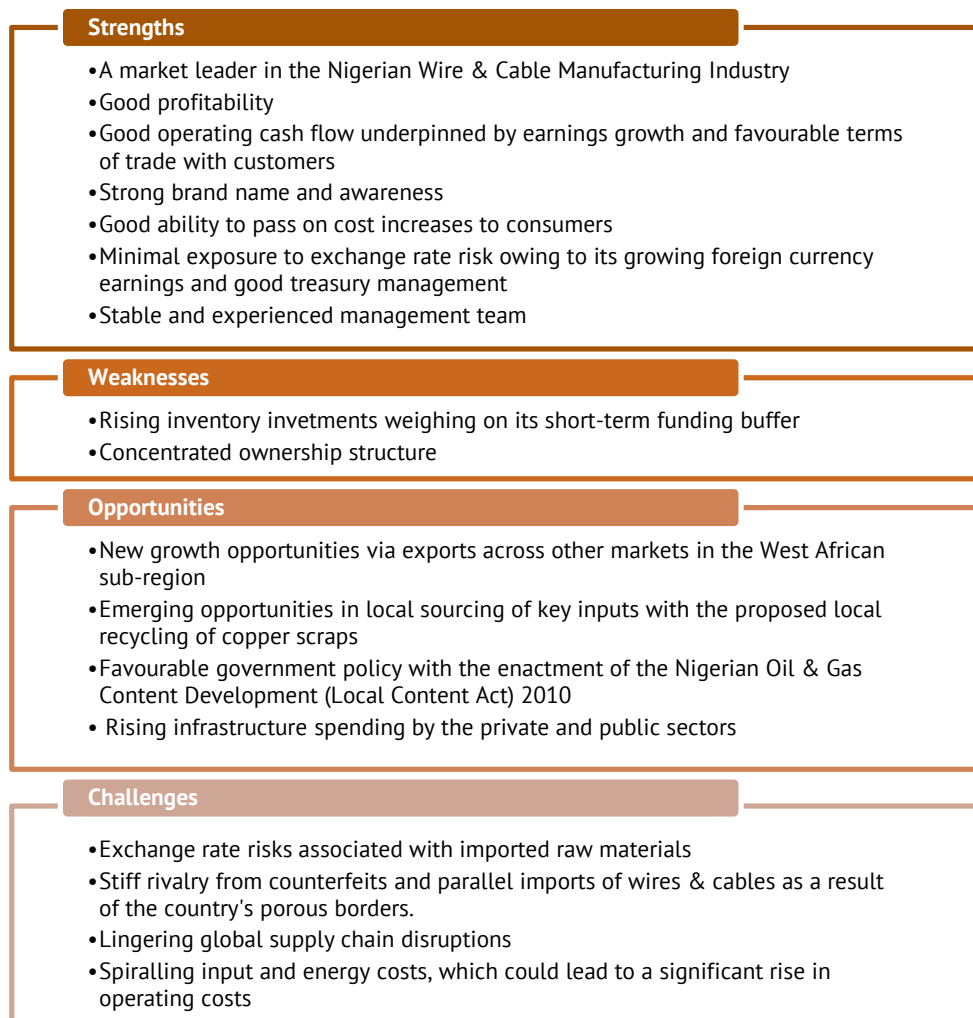 Strengths
•A market leader in the Nigerian Wire & Cable Manufacturing Industry
•Good profitability
•Good operating cash flow underpinned by earnings growth and favourable terms
of trade with customers
•Strong brand name and awareness
•Good ability to pass on cost increases to consumers
•Minimal exposure to exchange rate risk owing to its growing foreign currency
earnings and good treasury management
•Stable and experienced management team
Weaknesses
•Rising inventory invetments weighing on its short-term funding buffer
•Concentrated ownership structure
Opportunities
•New growth opportunities via exports across other markets in the West African
sub-region
•Emerging opportunities in local sourcing of key inputs with the proposed local
recycling of copper scraps
•Favourable government policy with the enactment of the Nigerian Oil & Gas
Content Development (Local Content Act) 2010
• Rising infrastructure spending by the private and public sectors
Challenges
•Exchange rate risks associated with imported raw materials
•Stiff rivalry from counterfeits and parallel imports of wires & cables as a result
of the country's porous borders.
•Lingering global supply chain disruptions
•Spiralling input and energy costs, which could lead to a significant rise in
operating costs